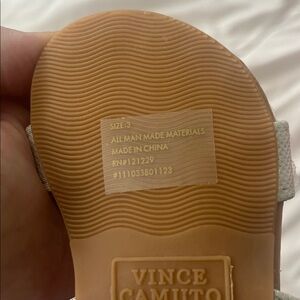 SIZE:3
ALL MAN MADE MATERIALS
MADE IN CHINA
RN#121229
#111033801123
VINCE
CAMUTO